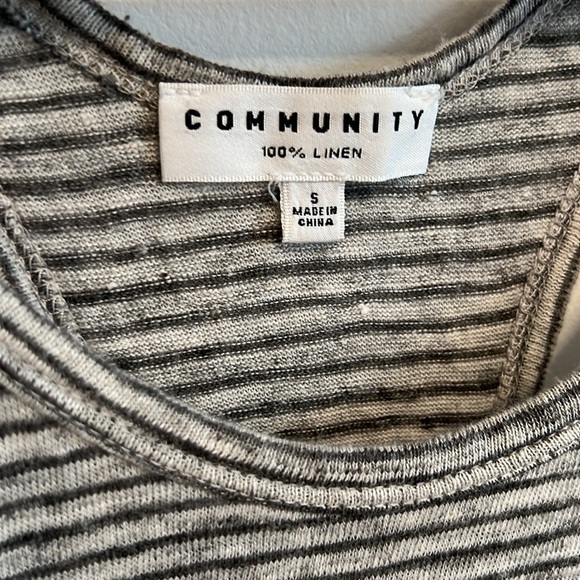 COMMUNITY
100% LINEN
S
MADE IN
CHINA